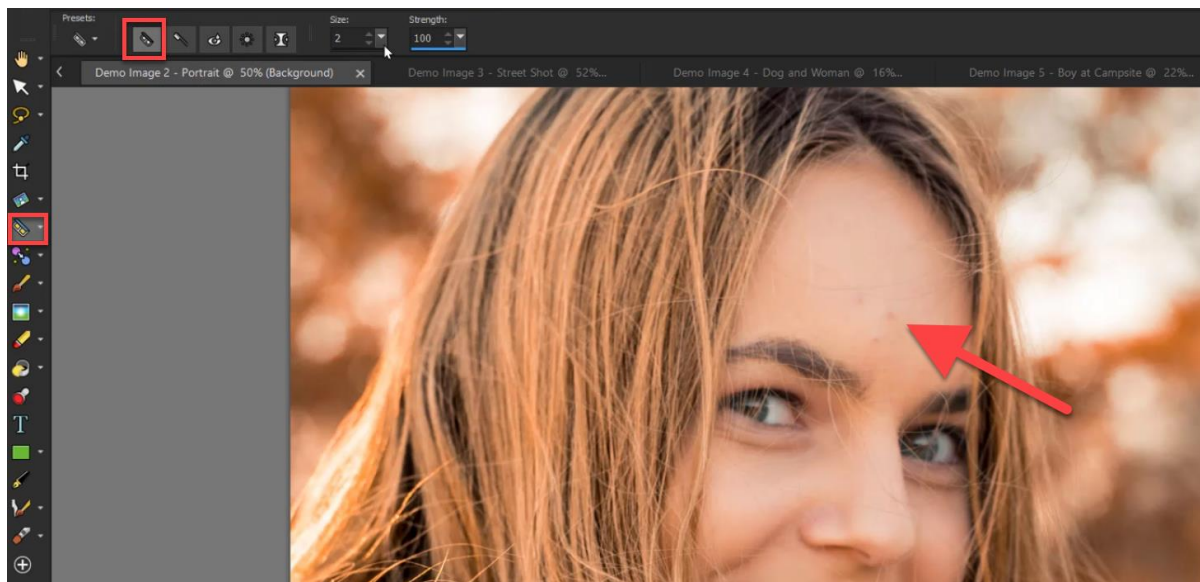 Presets:
Size:
Strength:
2
100
Demo Image 2 - Portrait @ 50% (Background)
Demo Image 3 - Street Shot @ 52%...
Demo Image 4 - Dog and Woman @ 16%...
Demo Image 5 - Boy at Campsite @ 22%...
T